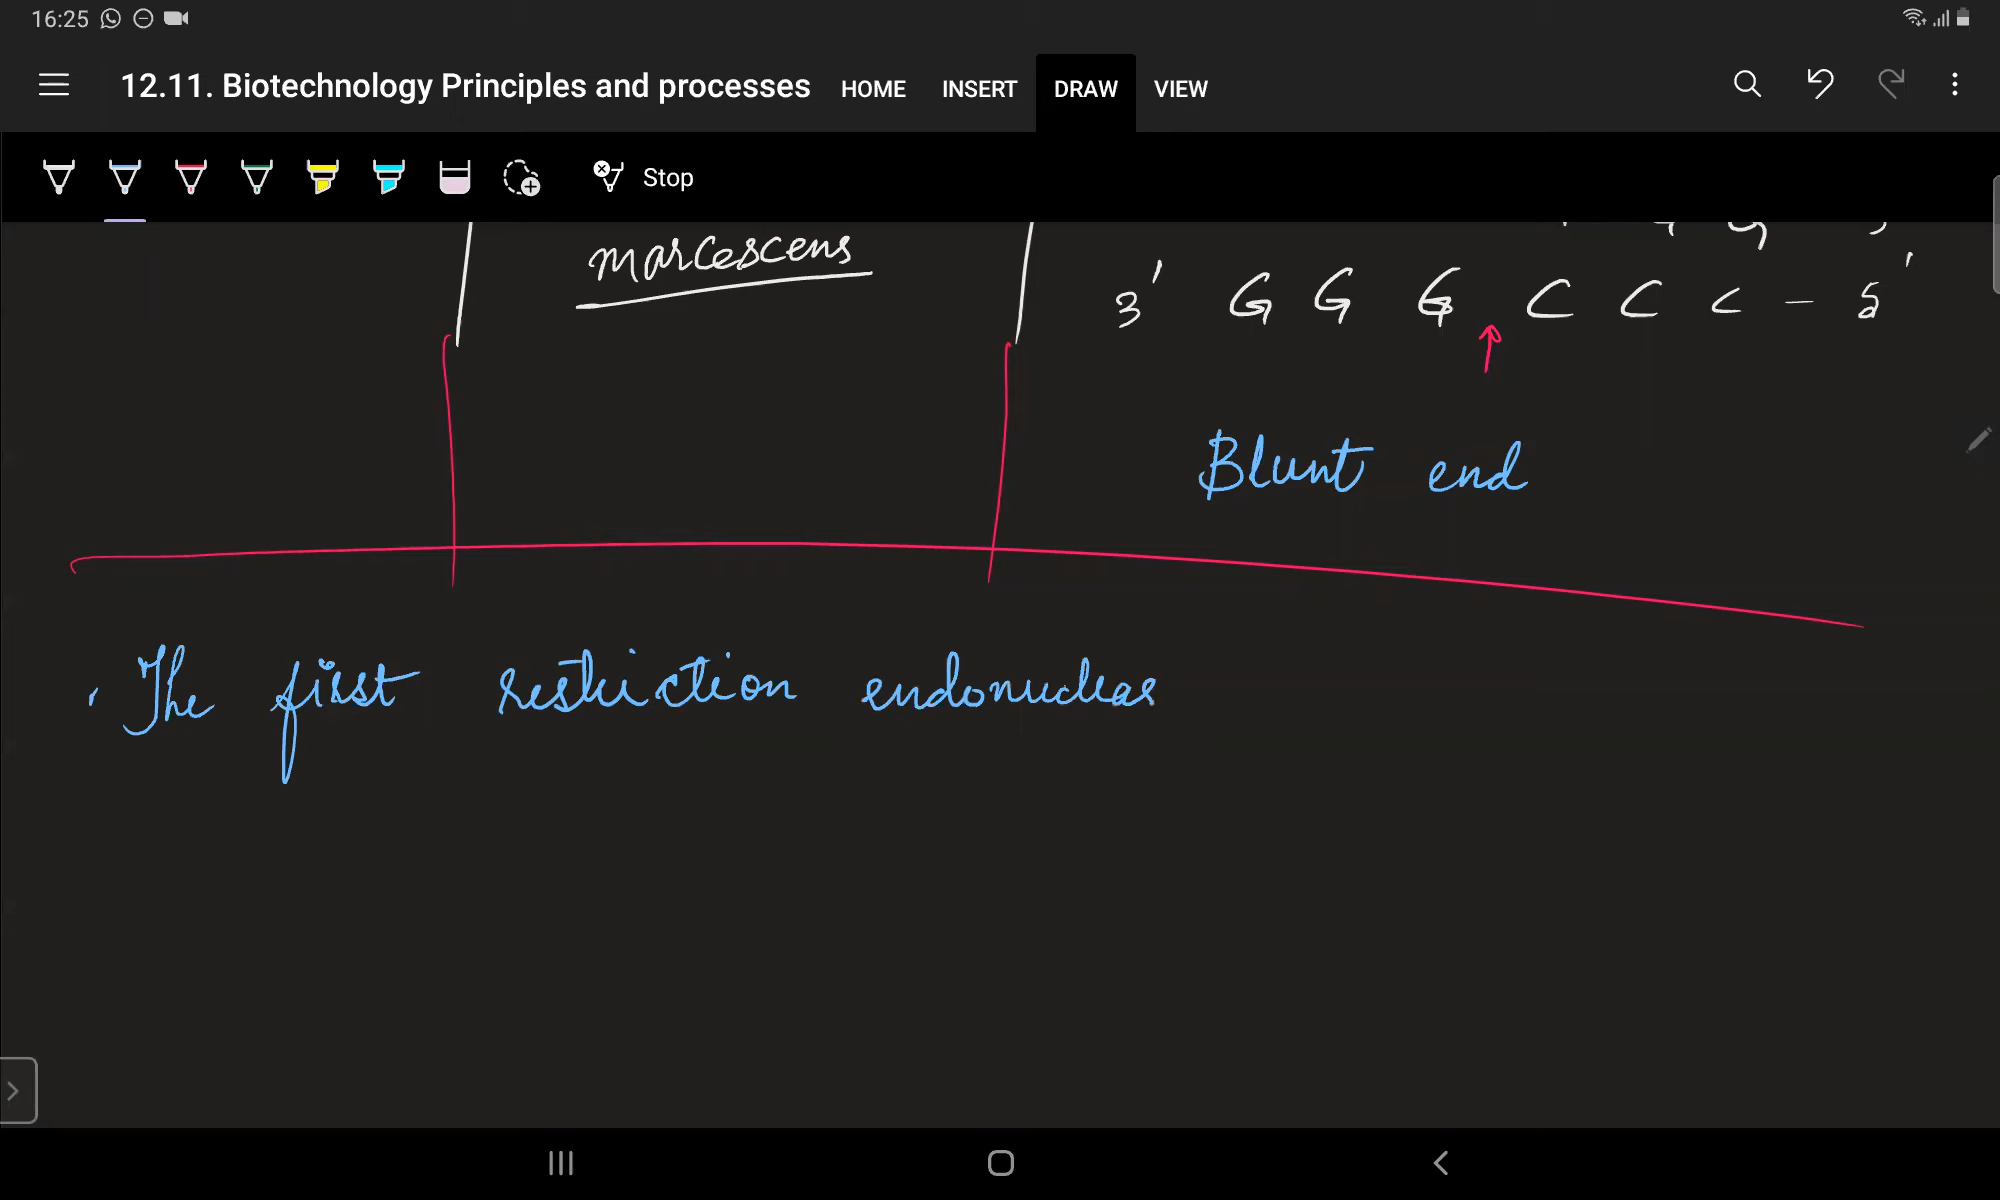 16:25
12.11. Biotechnology Principles and processes HOME INSERT DRAW VIEW
Stop
marcescens
3' G G G C C C - 5'
Blunt end
. The first restriction endonucleas